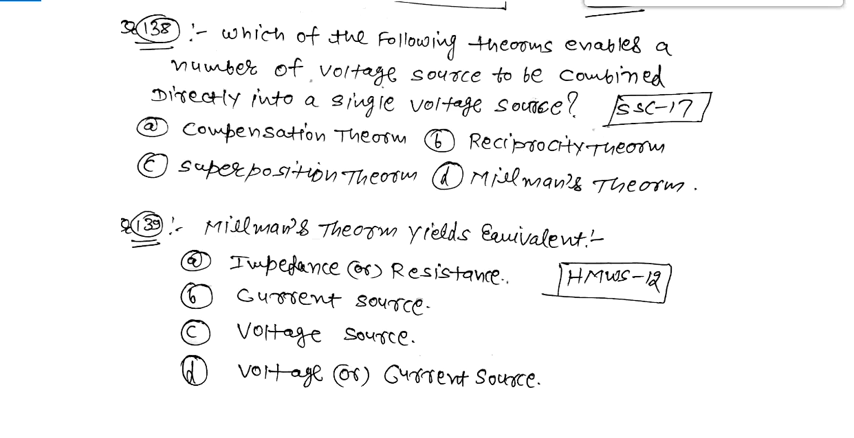 Q(138) :- Which of the Following theorms enables a
number of voltage source to be combined
Directly into a single voltage source? SSC-17
(a) Compensation Theorm (b) Reciprocity Theorm
(c) Superposition Theorm (d) Millman's Theorm.
Q(139) :- Millman's Theorm yields Equivalent:-
(a) Impedance (or) Resistance. HMWS-12
(b) Current source.
(c) Voltage source.
(d) Voltage (or) Current Source.